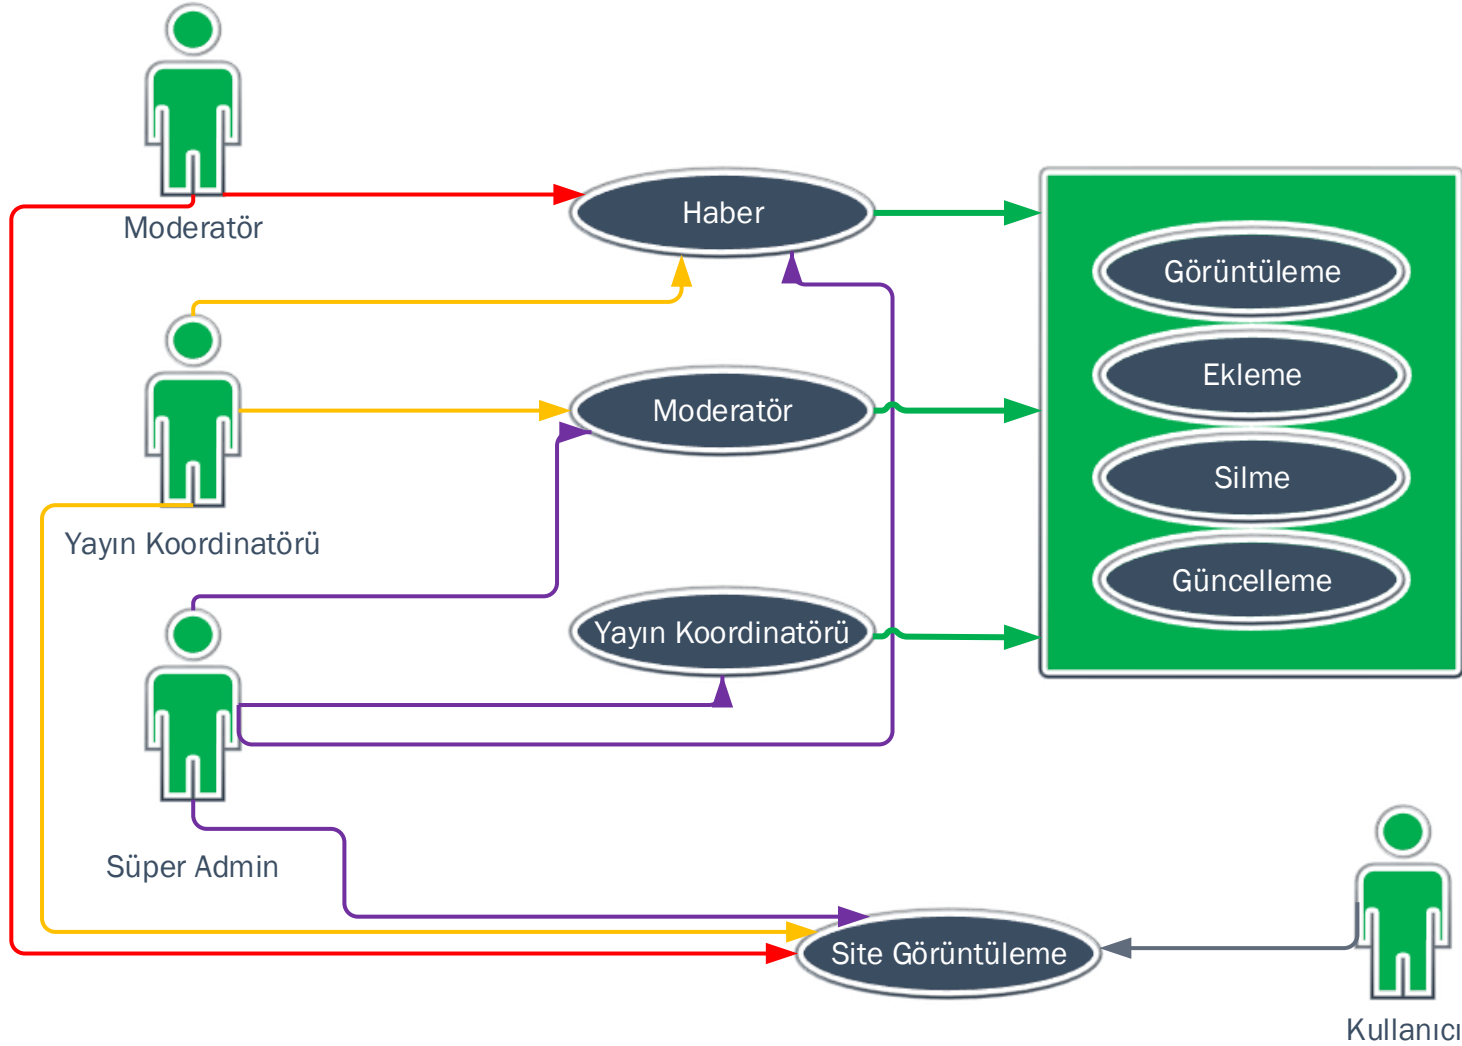 Moderatör
Haber
Görüntüleme
Ekleme
Moderatör
Silme
Yayın Koordinatörü
Güncelleme
Yayın Koordinatörü
Süper Admin
Site Görüntüleme
Kullanıcı